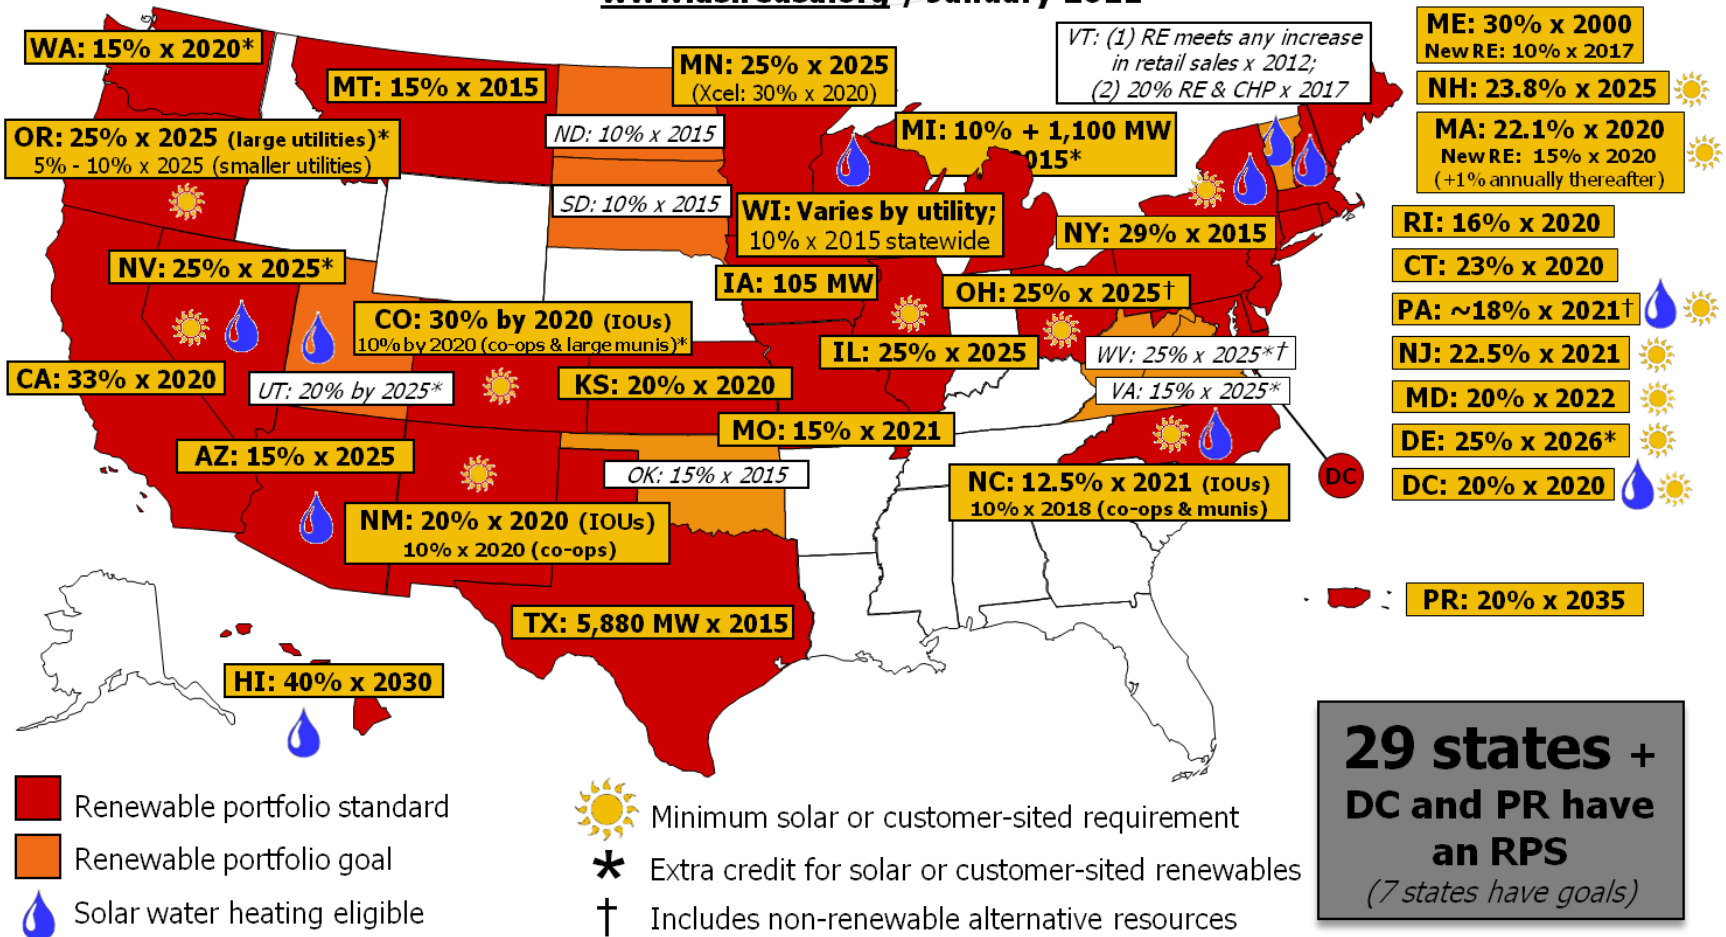 WA: 15% x 2020*
MT: 15% x 2015
MN: 25% x 2025
(Xcel: 30% x 2020)
VT: (1) RE meets any increase
in retail sales x 2012;
(2) 20% RE & CHP x 2017
ME: 30% x 2000
New RE: 10% x 2017
NH: 23.8% x 2025
MA: 22.1% x 2020
New RE: 15% x 2020
(+1% annually thereafter)
OR: 25% x 2025 (large utilities)*
5% - 10% x 2025 (smaller utilities)
ND: 10% x 2015
MI: 10% + 1,100 MW
2015*
SD: 10% x 2015
WI: Varies by utility;
10% x 2015 statewide
NY: 29% x 2015
RI: 16% x 2020
CT: 23% x 2020
NV: 25% x 2025*
IA: 105 MW
OH: 25% x 2025†
PA: ~18% x 2021†
CO: 30% by 2020 (IOUs)
10% by 2020 (co-ops & large munis)*
IL: 25% x 2025
WV: 25% x 2025*†
NJ: 22.5% x 2021
CA: 33% x 2020
UT: 20% by 2025*
KS: 20% x 2020
VA: 15% x 2025*
MD: 20% x 2022
MO: 15% x 2021
DE: 25% x 2026*
AZ: 15% x 2025
OK: 15% x 2015
NC: 12.5% x 2021 (IOUs)
10% x 2018 (co-ops & munis)
DC
DC: 20% x 2020
NM: 20% x 2020 (IOUs)
10% x 2020 (co-ops)
PR: 20% x 2035
TX: 5,880 MW x 2015
HI: 40% x 2030
29 states +
DC and PR have
an RPS
(7 states have goals)
Renewable portfolio standard
Renewable portfolio goal
Solar water heating eligible
Minimum solar or customer-sited requirement
* Extra credit for solar or customer-sited renewables
† Includes non-renewable alternative resources